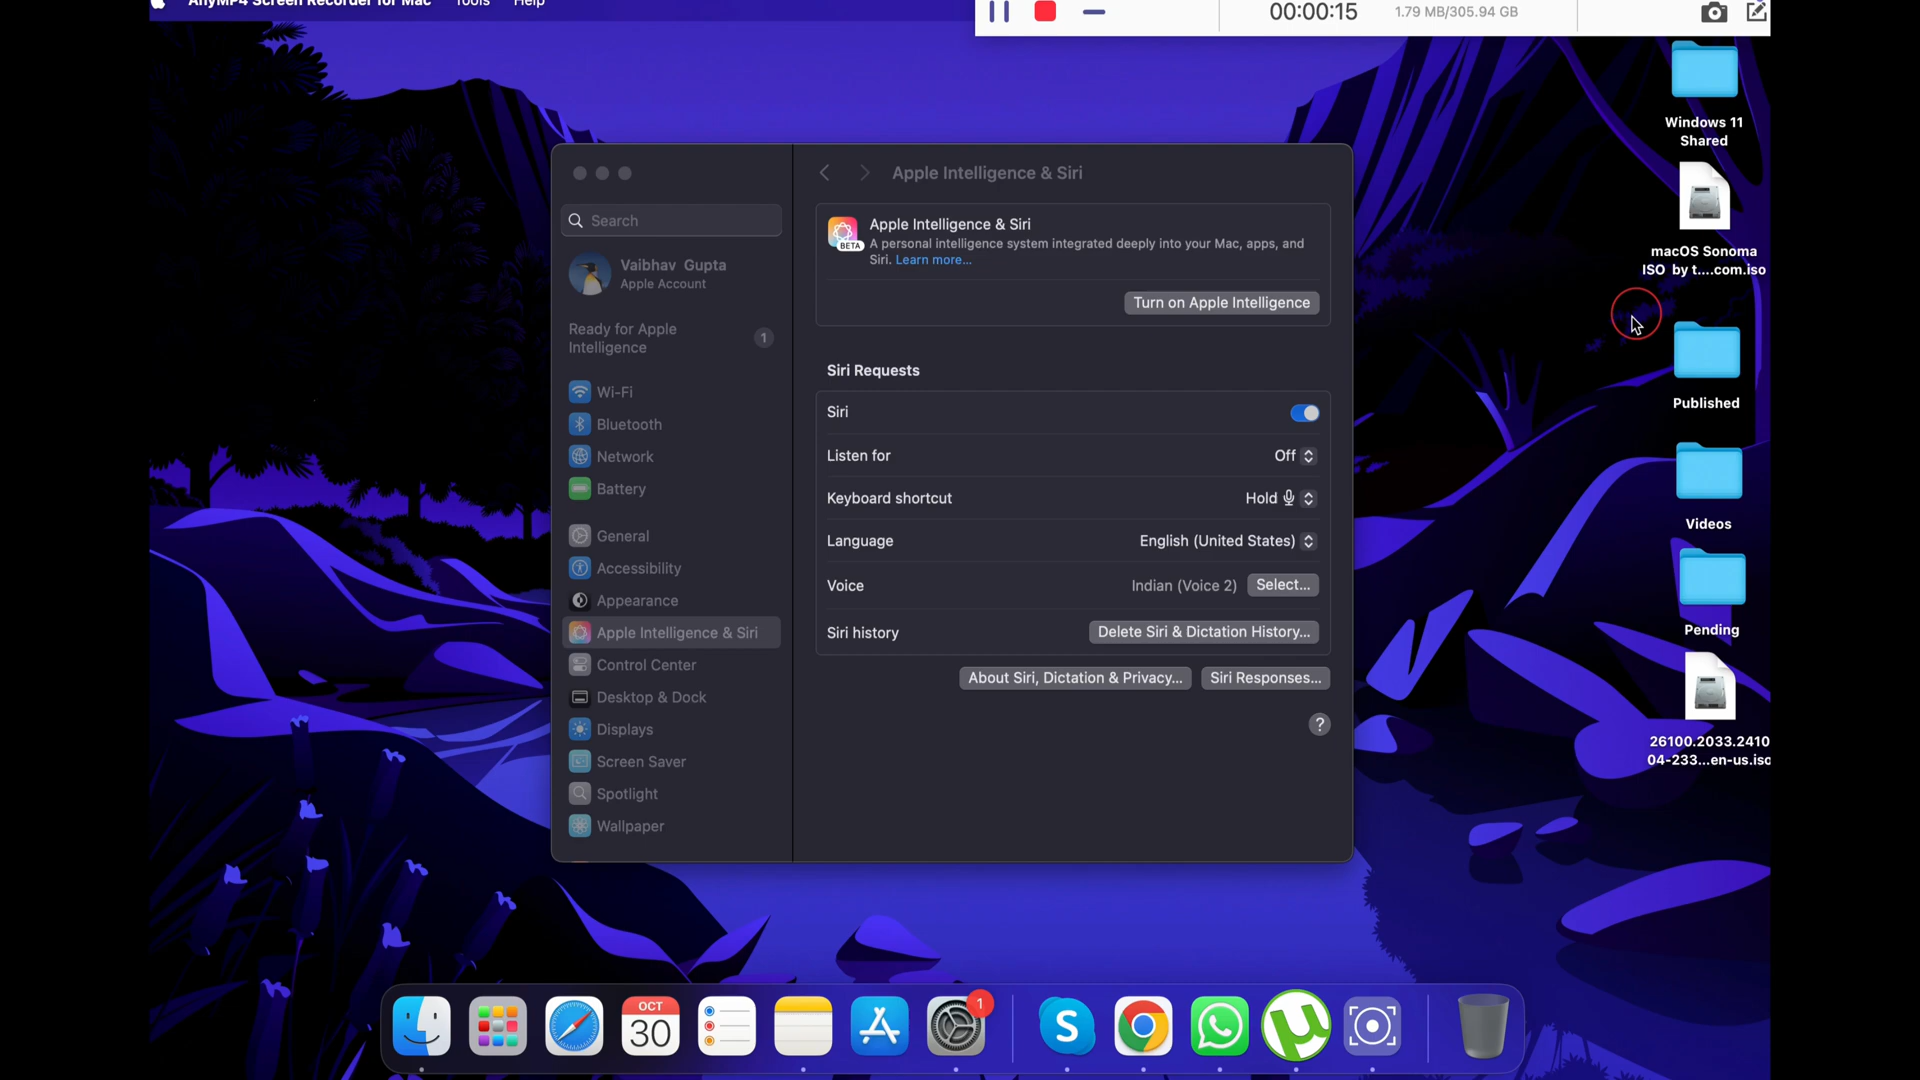 AnyMP4 Screen Recorder for Mac Tools Help
00:00:15 1.79 MB/305.94 GB
Windows 11
Shared
macOS Sonoma
ISO by t....com.iso
Published
Videos
Pending
26100.2033.2410
04-233...en-us.iso
Search
Vaibhav Gupta
Apple Account
Ready for Apple
Intelligence
1
Wi-Fi
Bluetooth
Network
Battery
General
Accessibility
Appearance
Apple Intelligence & Siri
Control Center
Desktop & Dock
Displays
Screen Saver
Spotlight
Wallpaper
Apple Intelligence & Siri
BETA
Apple Intelligence & Siri
A personal intelligence system integrated deeply into your Mac, apps, and
Siri. Learn more...
Turn on Apple Intelligence
Siri Requests
Siri
Listen for Off
Keyboard shortcut Hold
Language English (United States)
Voice Indian (Voice 2) Select...
Siri history Delete Siri & Dictation History...
About Siri, Dictation & Privacy... Siri Responses...
?
OCT
30
1
S
µ